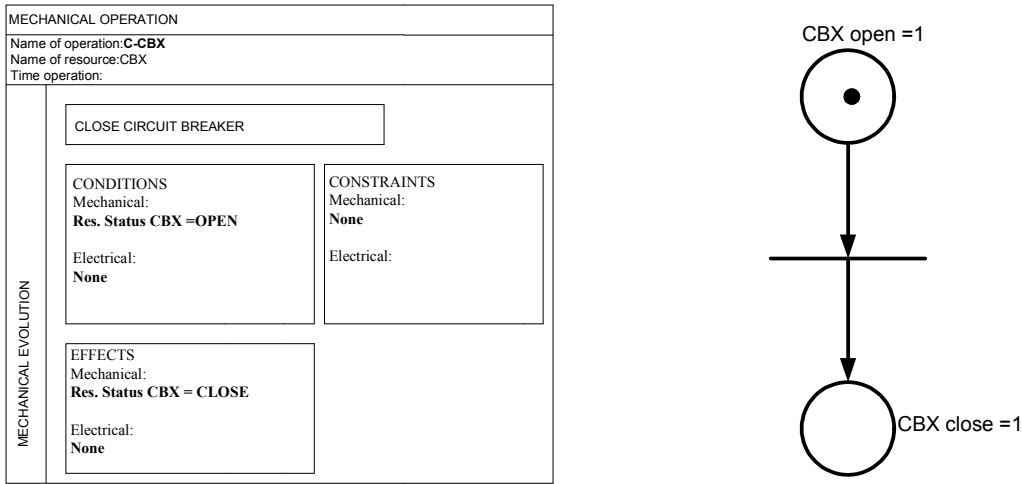 MECHANICAL OPERATION
Name of operation:C-CBX
Name of resource:CBX
Time operation:
CLOSE CIRCUIT BREAKER
CONDITIONS
Mechanical:
Res. Status CBX =OPEN
Electrical:
None
CONSTRAINTS
Mechanical:
None
Electrical:
MECHANICAL EVOLUTION
EFFECTS
Mechanical:
Res. Status CBX = CLOSE
Electrical:
None
CBX open =1
CBX close =1